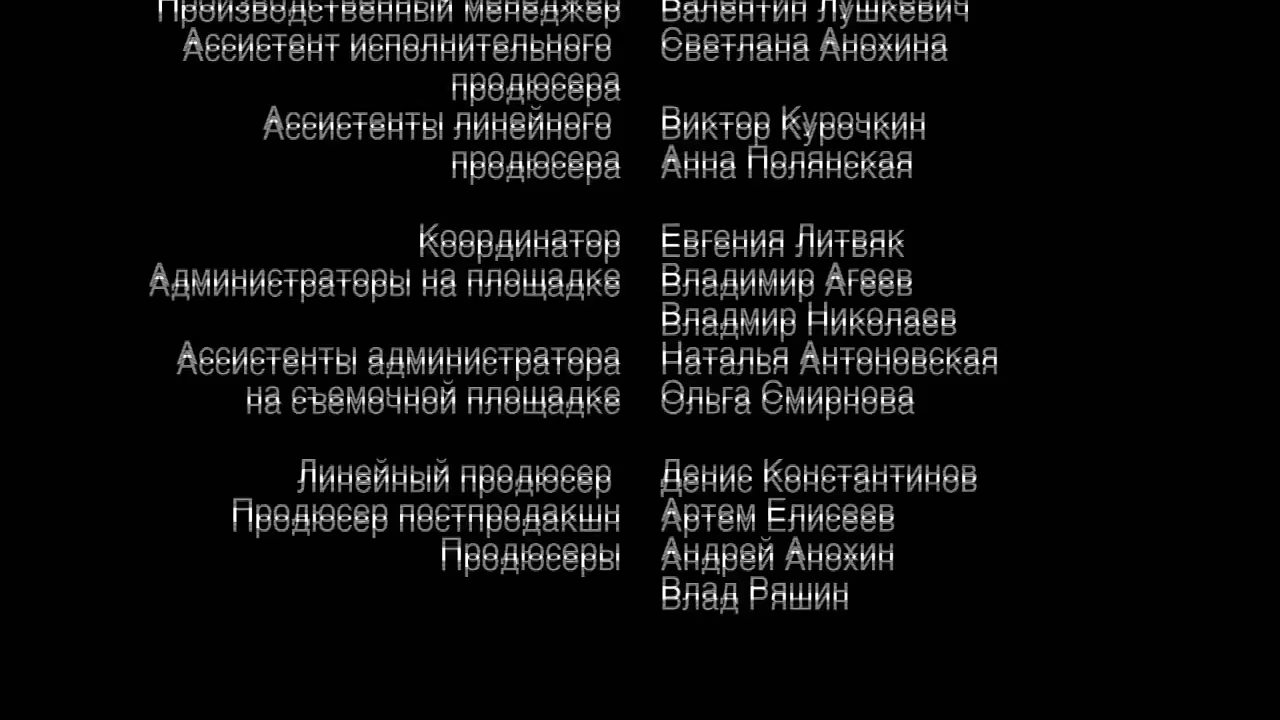 Производственный менеджер Валентин Лушкевич
Ассистент исполнительного Светлана Анохина
продюсера
Ассистенты линейного Виктор Курочкин
продюсера Анна Полянская
Координатор Евгения Литвяк
Администраторы на площадке Владимир Агеев
Владмир Николаев
Ассистенты администратора Наталья Антоновская
на съемочной площадке Ольга Смирнова
Линейный продюсер Денис Константинов
Продюсер постпродакшн Артем Елисеев
Продюсеры Андрей Анохин
Влад Ряшин